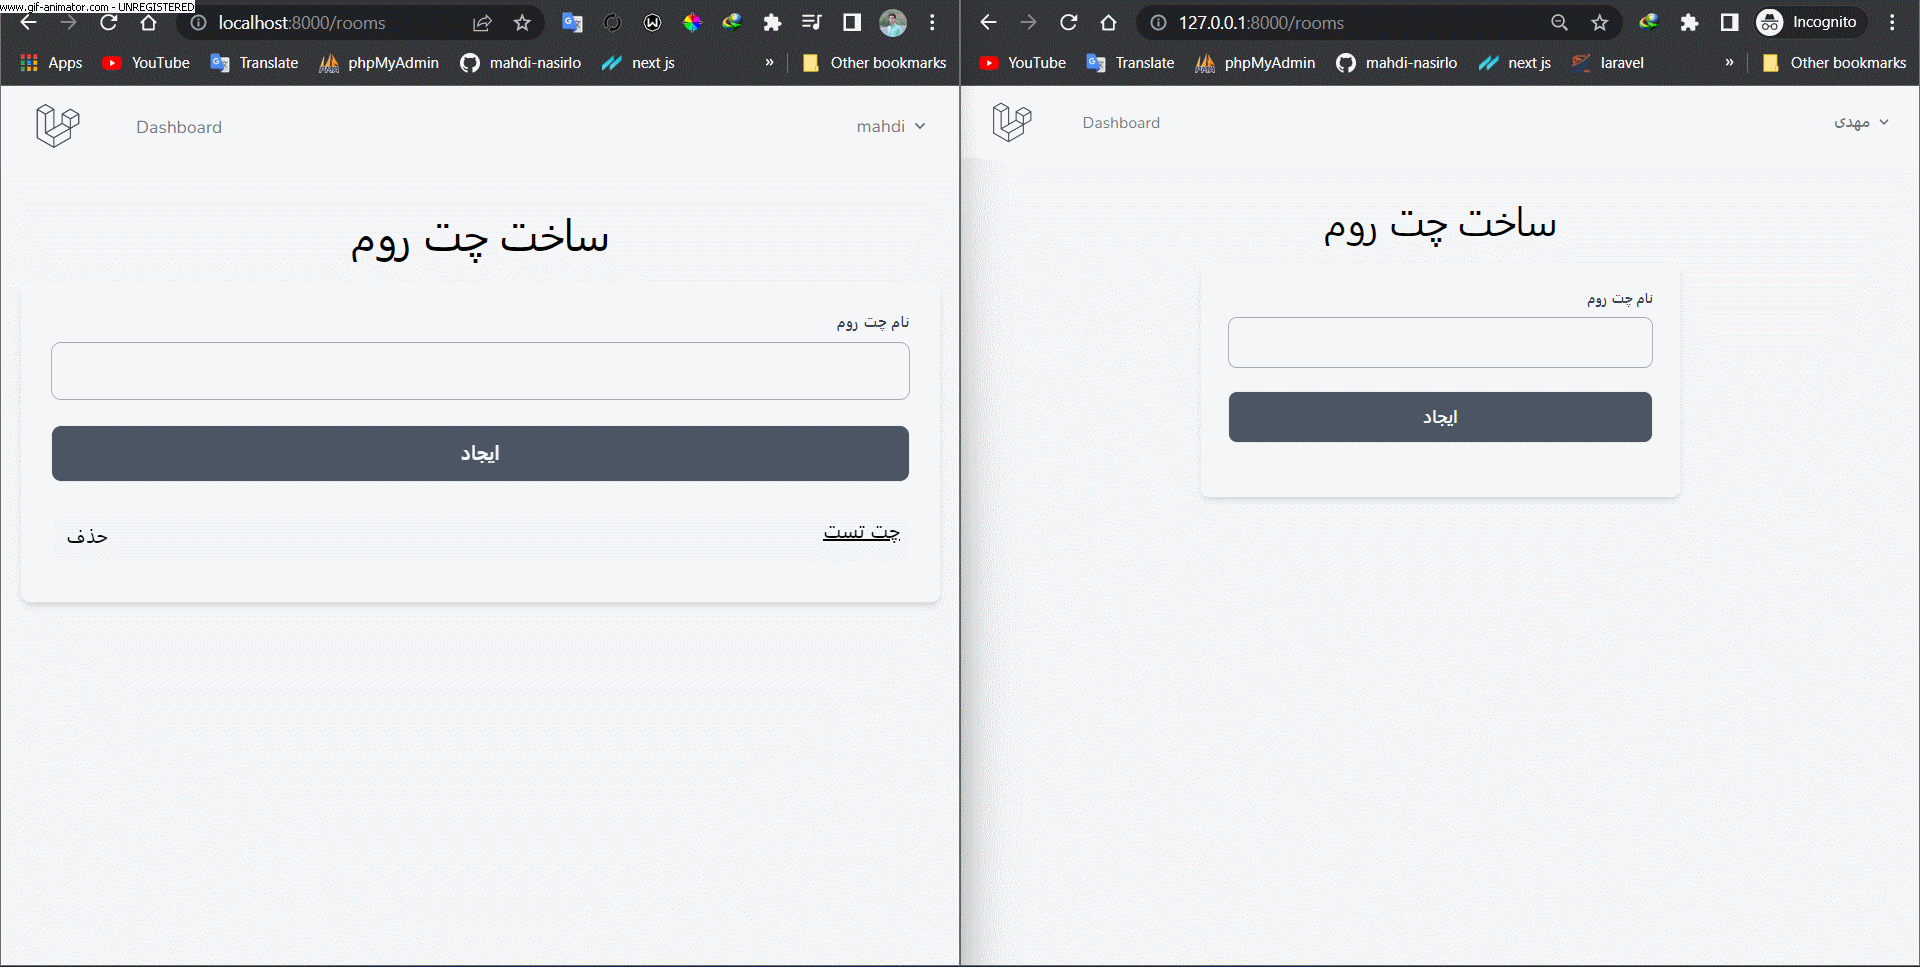 www.gif-animator.com - UNREGISTERED
localhost:8000/rooms
Apps YouTube Translate phpMyAdmin mahdi-nasirlo next js » Other bookmarks
Dashboard mahdi
ساخت چت روم
نام چت روم
ایجاد
چت تست
حذف
127.0.0.1:8000/rooms Incognito
YouTube Translate phpMyAdmin mahdi-nasirlo next js laravel » Other bookmarks
Dashboard مهدی
ساخت چت روم
نام چت روم
ایجاد